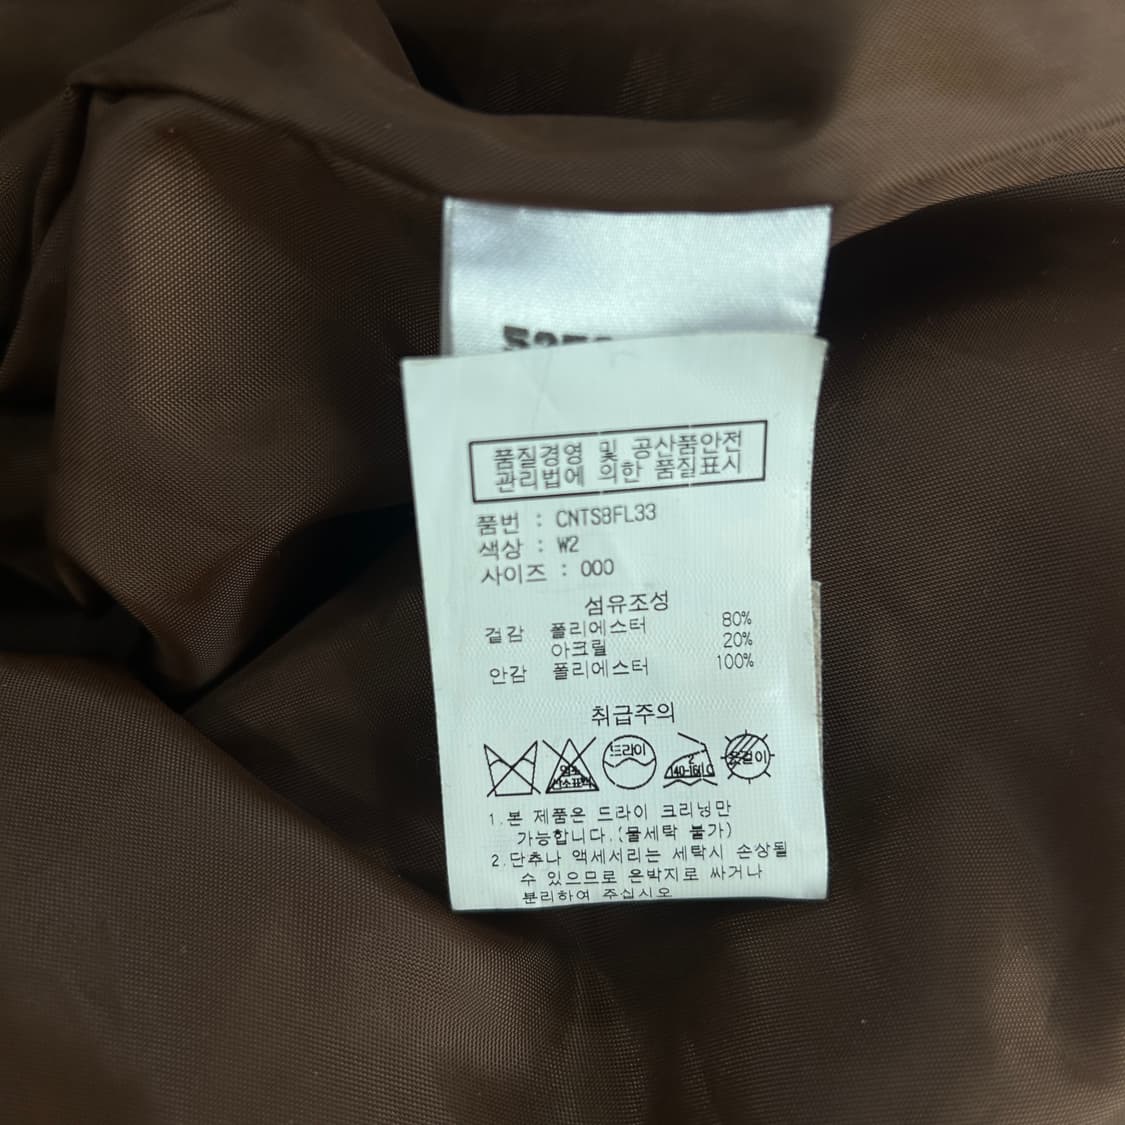 품질경영 및 공산품안전
관리법에 의한 품질표시
품번 : CNTS8FL33
색상 : W2
사이즈 : 000
섬유조성
겉감 폴리에스터 80%
아크릴 20%
안감 폴리에스터 100%
취급주의
드라이
2
140-160℃
옷걸이
1.본 제품은 드라이 크리닝만
가능합니다.(물세탁 불가)
2.단추나 액세서리는 세탁시 손상될
수 있으므로 은박지로 싸거나
분리하여 주십시오